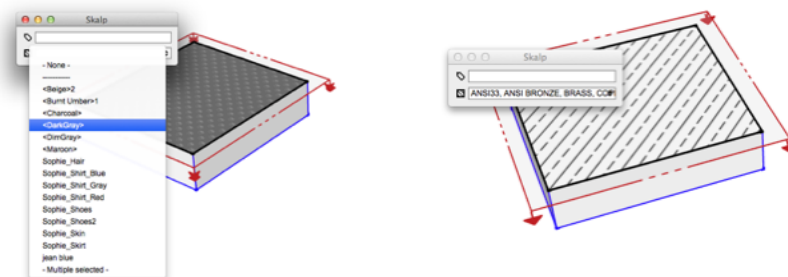 Skalp
- None -
<Beige>2
<Burnt Umber>1
<Charcoal>
<DarkGray>
<DimGray>
<Maroon>
Sophie_Hair
Sophie_Shirt_Blue
Sophie_Shirt_Gray
Sophie_Shirt_Red
Sophie_Shoes
Sophie_Shoes2
Sophie_Skin
Sophie_Skirt
jean blue
- Multiple selected -
Skalp
ANSI33, ANSI BRONZE, BRASS,